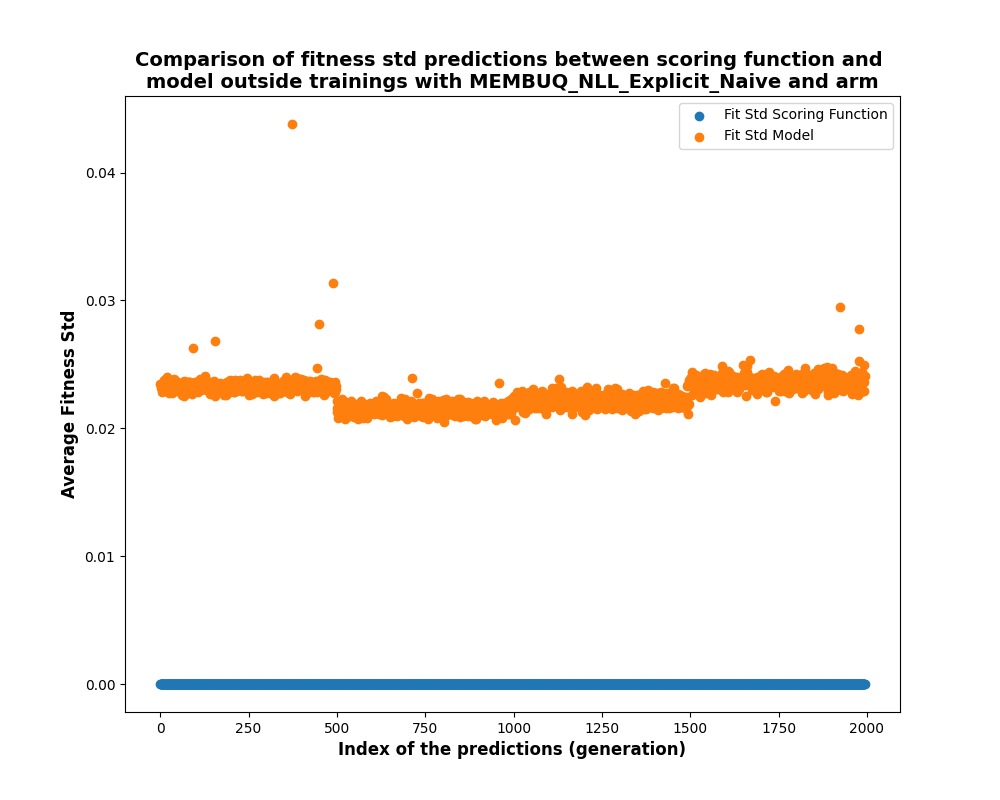 Comparison of fitness std predictions between scoring function and
model outside trainings with MEMBUQ_NLL_Explicit_Naive and arm
Fit Std Scoring Function
Fit Std Model
Average Fitness Std
0.04
0.03
0.02
0.01
0.00
0 250 500 750 1000 1250 1500 1750 2000
Index of the predictions (generation)